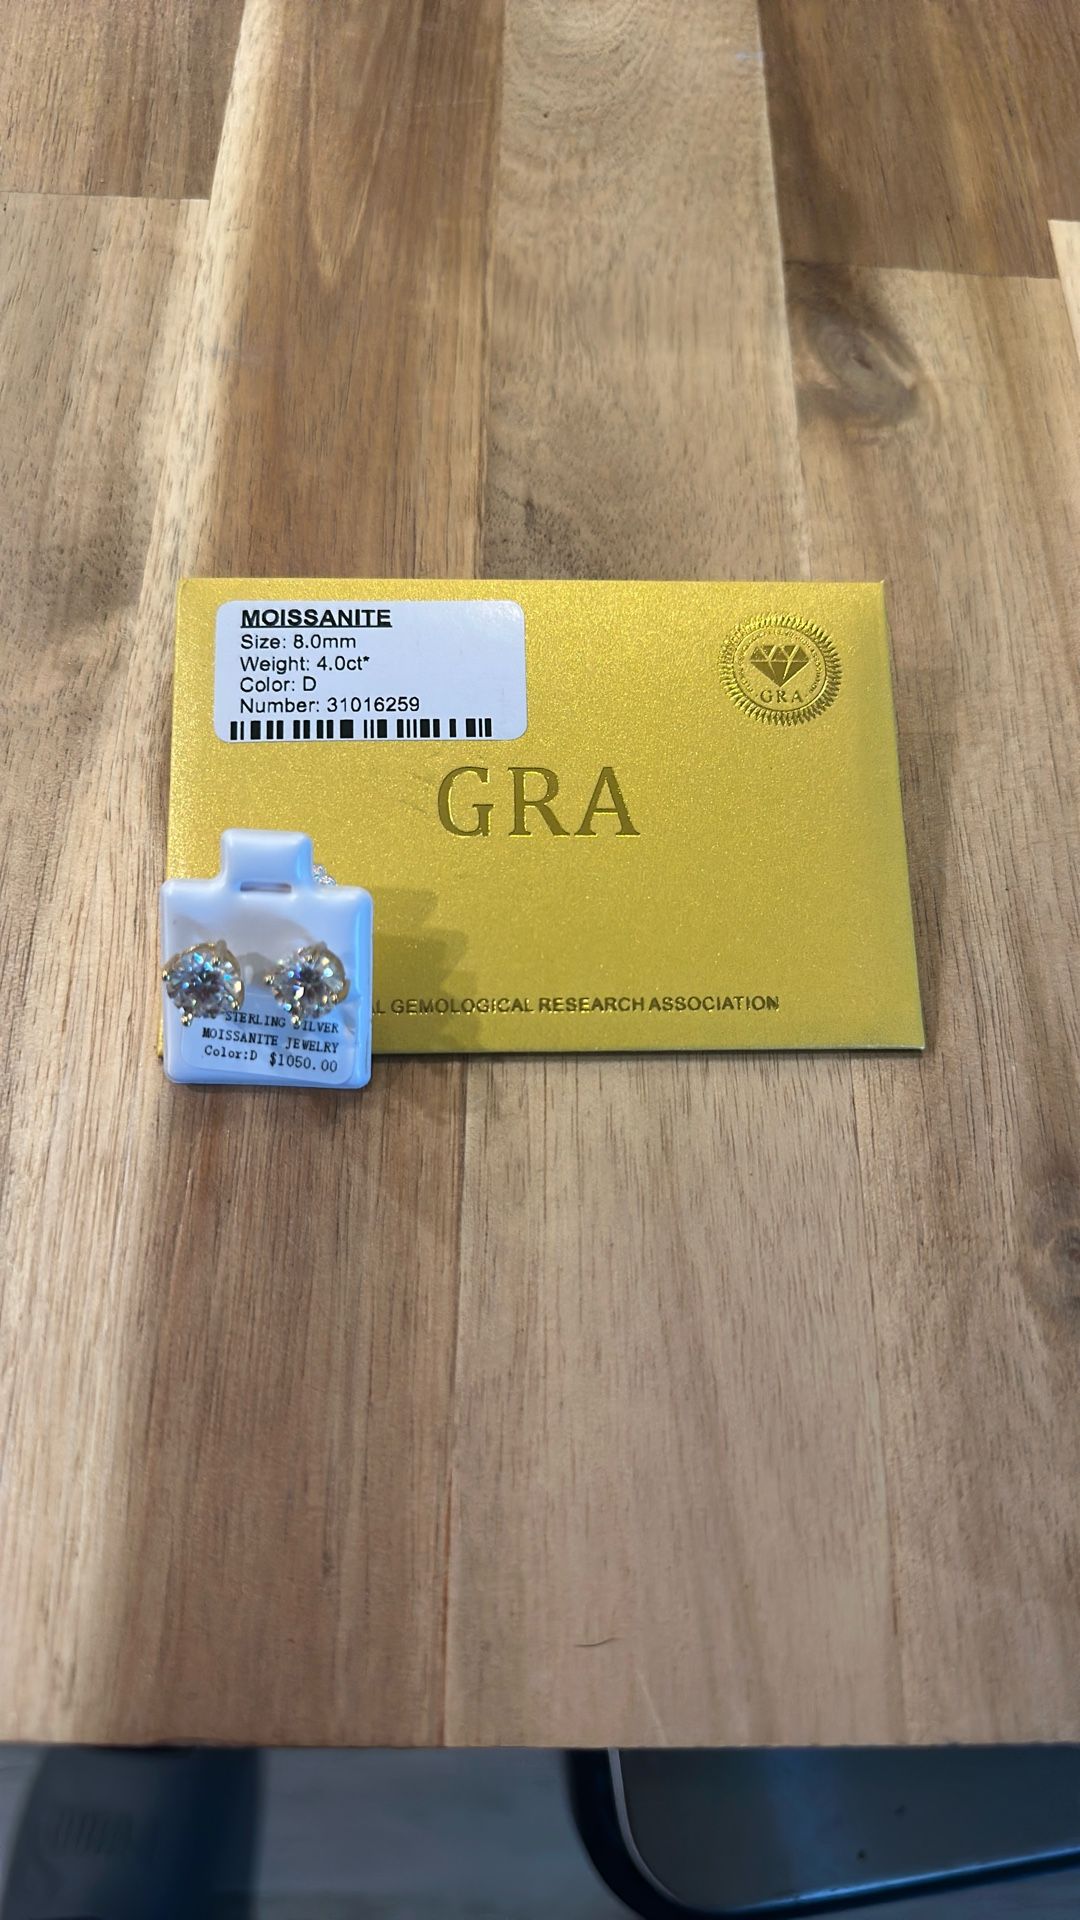 MOISSANITE
Size: 8.0mm
Weight: 4.0ct*
Color: D
Number: 31016259
GRA
GRA
GEMOLOGICAL RESEARCH ASSOCIATION
STERLING SILVER
MOISSANITE JEWELRY
Color:D $1050.00